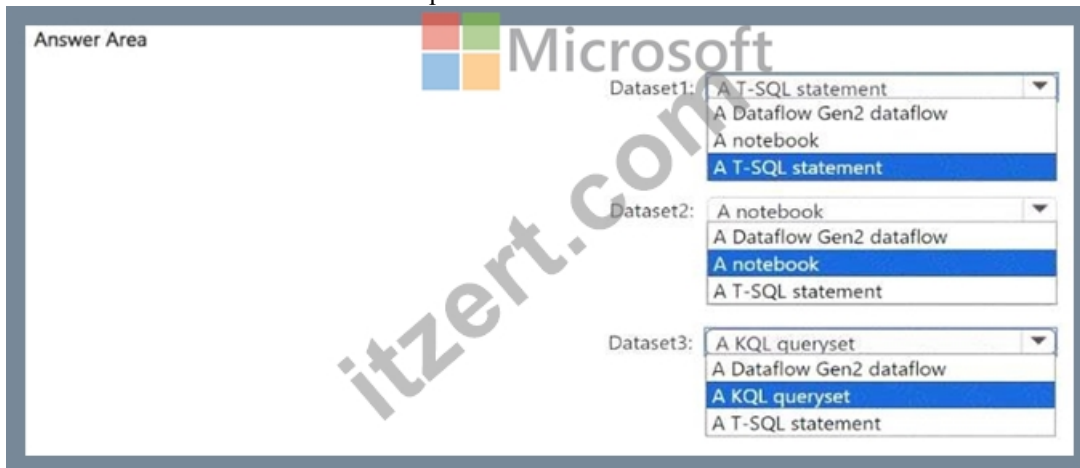 Answer Area
Microsoft
Dataset1: A T-SQL statement
A Dataflow Gen2 dataflow
A notebook
A T-SQL statement
Dataset2: A notebook
A Dataflow Gen2 dataflow
A notebook
A T-SQL statement
Dataset3: A KQL queryset
A Dataflow Gen2 dataflow
A KQL queryset
A T-SQL statement
itzert.com